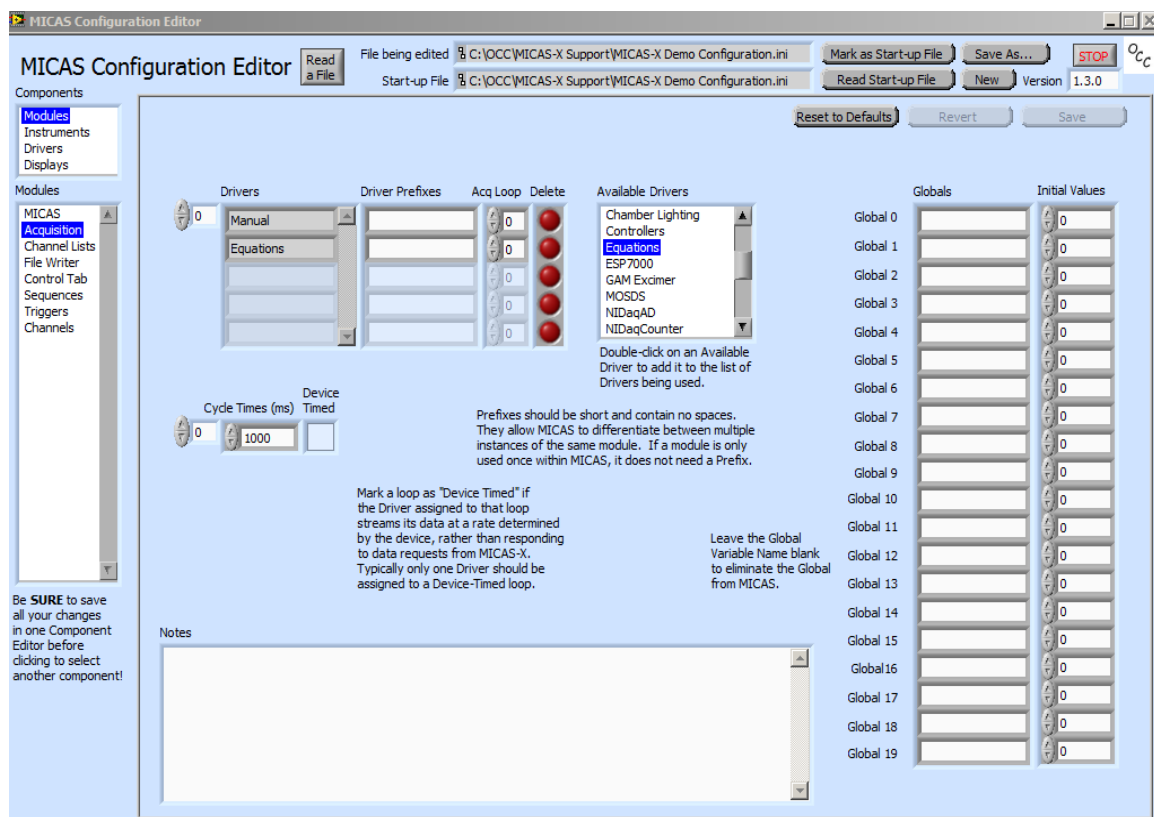 MICAS Configuration Editor
MICAS Configuration Editor
Read
a File
File being edited C:\OCC\MICAS-X Support\MICAS-X Demo Configuration.ini
Mark as Start-up File Save As... STOP OCC
Start-up File C:\OCC\MICAS-X Support\MICAS-X Demo Configuration.ini
Read Start-up File New Version 1.3.0
Components
Modules
Instruments
Drivers
Displays
Modules
MICAS
Acquisition
Channel Lists
File Writer
Control Tab
Sequences
Triggers
Channels
Be SURE to save
all your changes
in one Component
Editor before
clicking to select
another component!
Reset to Defaults Revert Save
Drivers Driver Prefixes Acq Loop Delete
0 Manual 0
Equations 0
0
0
0
Available Drivers
Chamber Lighting
Controllers
Equations
ESP7000
GAM Excimer
MOSDS
NIDaqAD
NIDaqCounter
Double-click on an Available
Driver to add it to the list of
Drivers being used.
Cycle Times (ms) Device
Timed
0 1000
Prefixes should be short and contain no spaces.
They allow MICAS to differentiate between multiple
instances of the same module. If a module is only
used once within MICAS, it does not need a Prefix.
Mark a loop as "Device Timed" if
the Driver assigned to that loop
streams its data at a rate determined
by the device, rather than responding
to data requests from MICAS-X.
Typically only one Driver should be
assigned to a Device-Timed loop.
Leave the Global
Variable Name blank
to eliminate the Global
from MICAS.
Notes
Globals Initial Values
Global 0 0
Global 1 0
Global 2 0
Global 3 0
Global 4 0
Global 5 0
Global 6 0
Global 7 0
Global 8 0
Global 9 0
Global 10 0
Global 11 0
Global 12 0
Global 13 0
Global 14 0
Global 15 0
Global16 0
Global 17 0
Global 18 0
Global 19 0